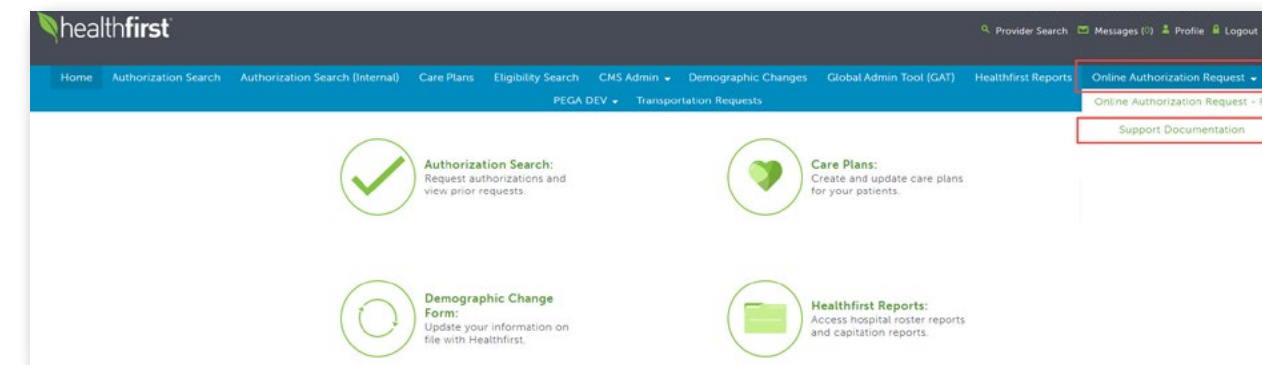 healthfirst
Provider Search Messages (0) Profile Logout
Home Authorization Search Authorization Search (Internal) Care Plans Eligibility Search CMS Admin Demographic Changes Global Admin Tool (GAT) Healthfirst Reports Online Authorization Request
PEGA DEV Transportation Requests
Online Authorization Request -
Support Documentation
Authorization Search:
Request authorizations and
view prior requests.
Care Plans:
Create and update care plans
for your patients.
Demographic Change
Form:
Update your information on
file with Healthfirst.
Healthfirst Reports:
Access hospital roster reports
and capitation reports.